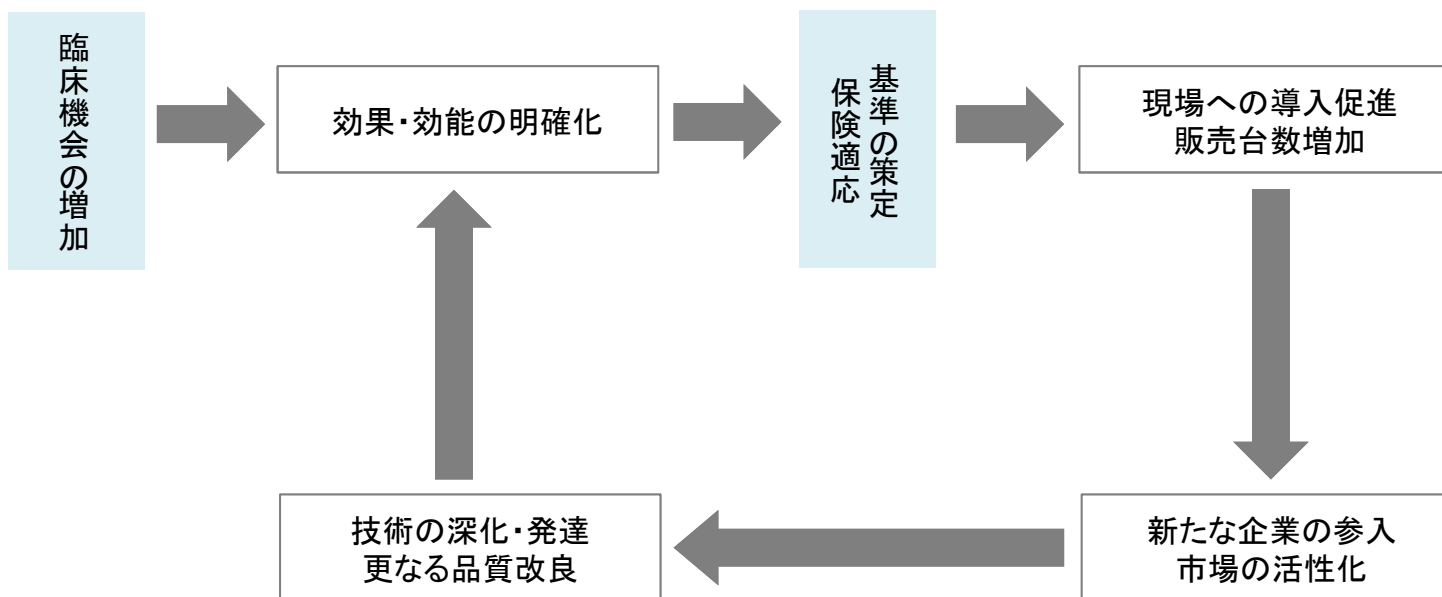 臨床機会の増加
効果・効能の明確化
基準の策定
保険適応
現場への導入促進
販売台数増加
新たな企業の参入
市場の活性化
技術の深化・発達
更なる品質改良